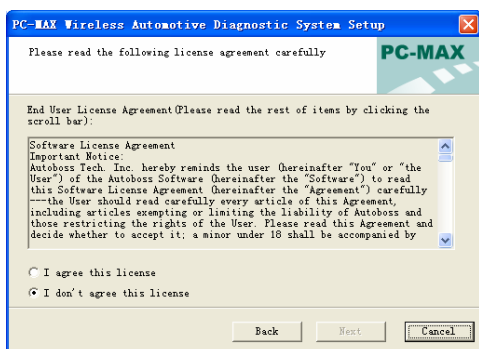 PC-MAX Wireless Automotive Diagnostic System Setup
Please read the following license agreement carefully
PC-MAX
End User License Agreement(Please read the rest of items by clicking the
scroll bar):
Software License Agreement
Important Notice:
Autoboss Tech. Inc. hereby reminds the user (hereinafter "You" or "the
User") of the Autoboss Software (hereinafter the "Software") to read
this Software License Agreement (hereinafter the "Agreement") carefully
---the User should read carefully every article of this Agreement,
including articles exempting or limiting the liability of Autoboss and
those restricting the rights of the User. Please read this Agreement and
decide whether to accept it; a minor under 18 shall be accompanied by
I agree this license
I don't agree this license
Back
Next
Cancel